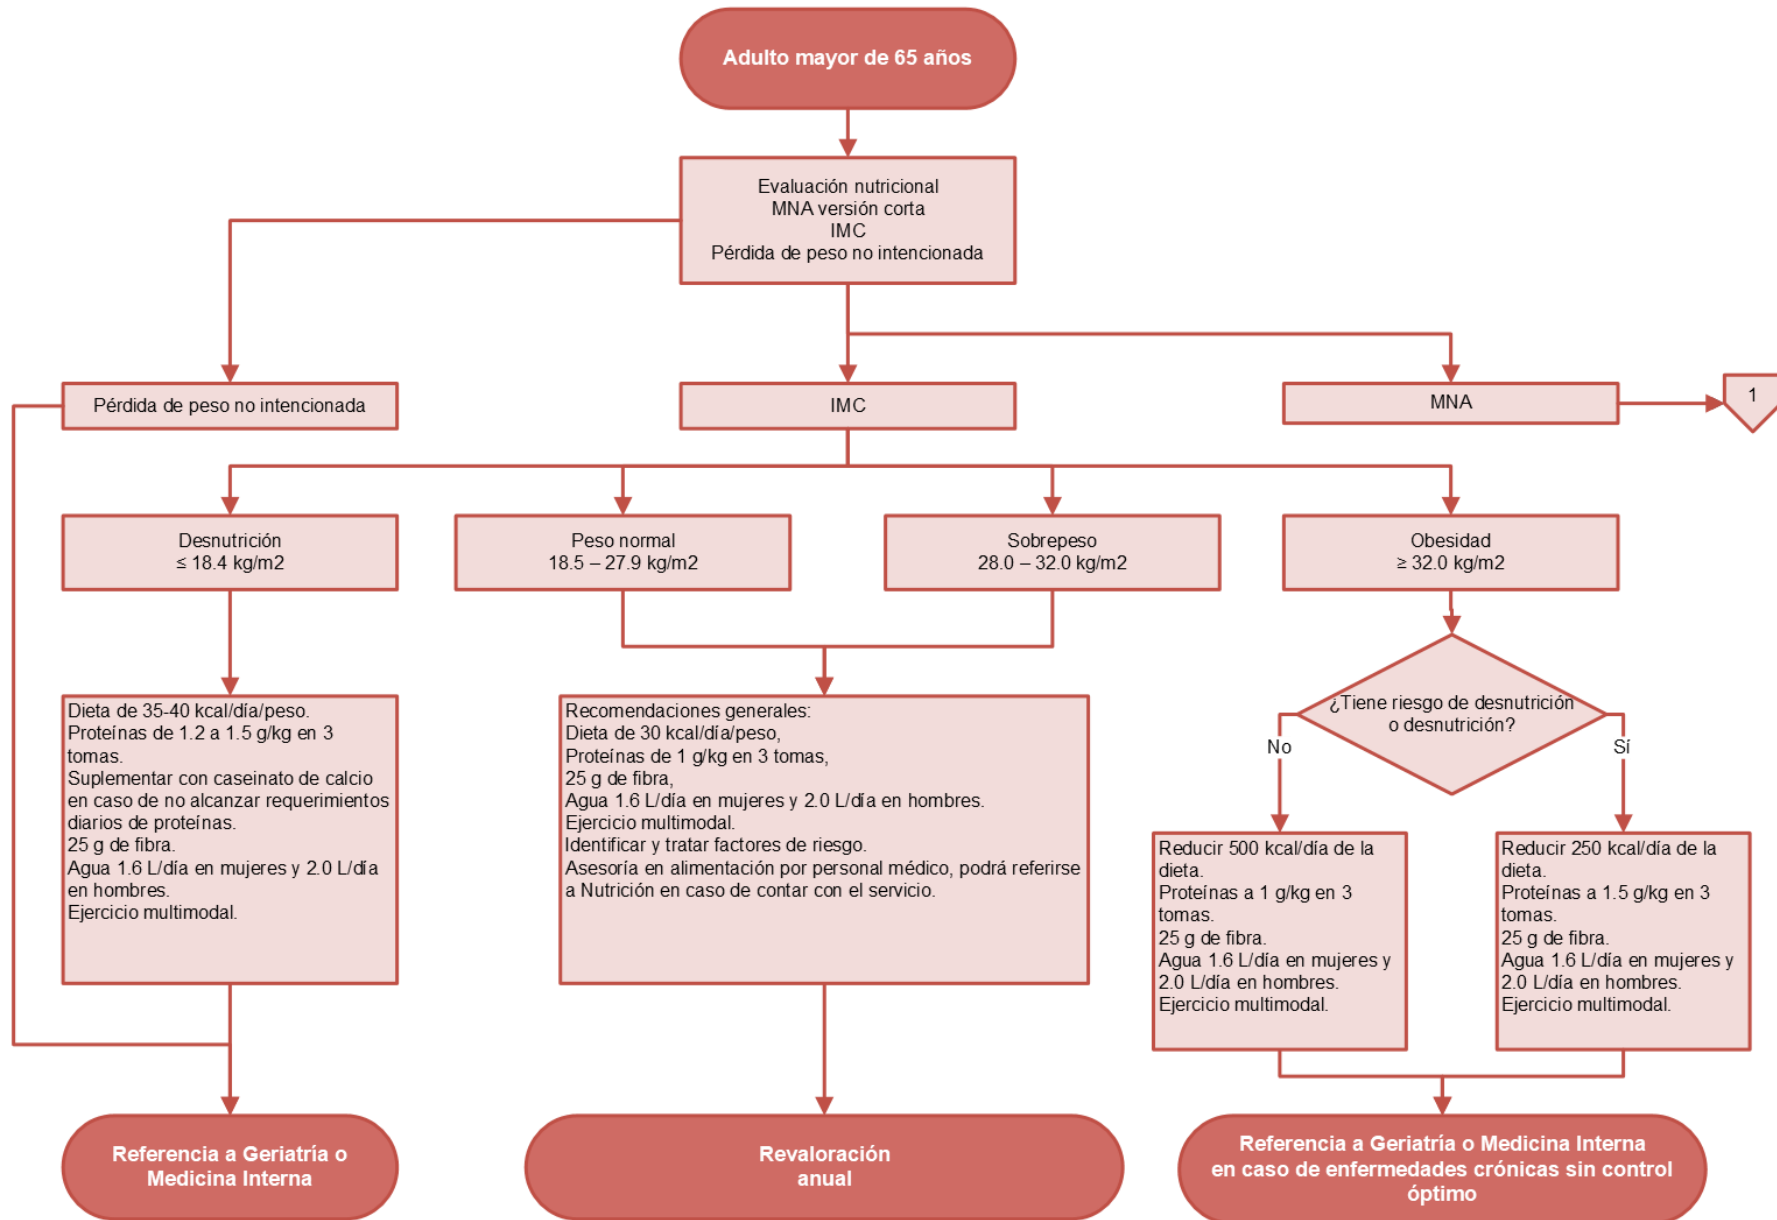 Adulto mayor de 65 años
Evaluación nutricional
MNA versión corta
IMC
Pérdida de peso no intencionada
Pérdida de peso no intencionada
IMC
MNA
1
Desnutrición
≤ 18.4 kg/m2
Peso normal
18.5 – 27.9 kg/m2
Sobrepeso
28.0 – 32.0 kg/m2
Obesidad
≥ 32.0 kg/m2
¿Tiene riesgo de desnutrición
o desnutrición?
No
Sí
Dieta de 35-40 kcal/día/peso.
Proteínas de 1.2 a 1.5 g/kg en 3
tomas.
Suplementar con caseinato de calcio
en caso de no alcanzar requerimientos
diarios de proteínas.
25 g de fibra.
Agua 1.6 L/día en mujeres y 2.0 L/día
en hombres.
Ejercicio multimodal.
Recomendaciones generales:
Dieta de 30 kcal/día/peso,
Proteínas de 1 g/kg en 3 tomas,
25 g de fibra,
Agua 1.6 L/día en mujeres y 2.0 L/día en hombres.
Ejercicio multimodal.
Identificar y tratar factores de riesgo.
Asesoría en alimentación por personal médico, podrá referirse
a Nutrición en caso de contar con el servicio.
Reducir 500 kcal/día de la
dieta.
Proteínas a 1 g/kg en 3
tomas.
25 g de fibra.
Agua 1.6 L/día en mujeres y
2.0 L/día en hombres.
Ejercicio multimodal.
Reducir 250 kcal/día de la
dieta.
Proteínas a 1.5 g/kg en 3
tomas.
25 g de fibra.
Agua 1.6 L/día en mujeres y
2.0 L/día en hombres.
Ejercicio multimodal.
Referencia a Geriatría o
Medicina Interna
Revaloración
anual
Referencia a Geriatría o Medicina Interna
en caso de enfermedades crónicas sin control
óptimo